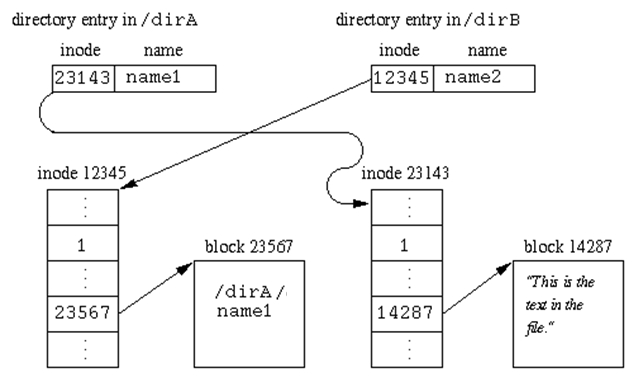 directory entry in /dirA
directory entry in /dirB
inode name
inode name
23143 name1
12345 name2
inode 12345
inode 23143
⋮
⋮
1
1
block 23567
block 14287
⋮
⋮
/dirA/
name1
"This is the
text in the
file."
23567
14287
⋮
⋮